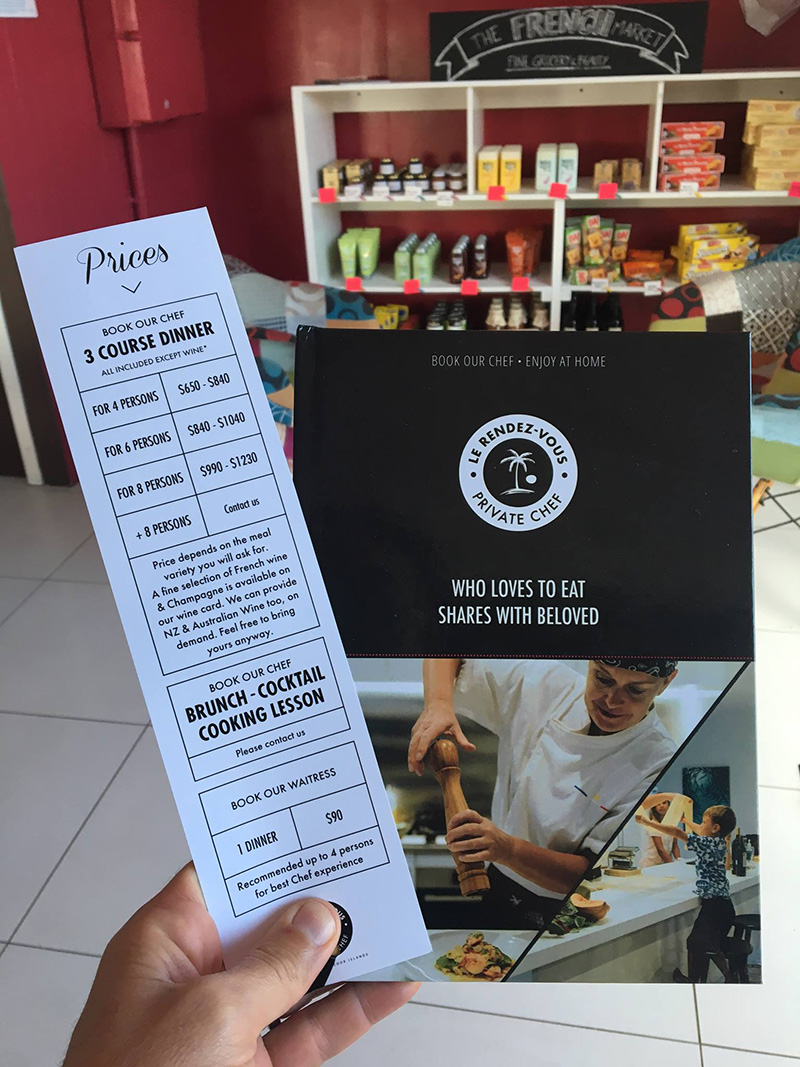 THE FRENCH MARKET
FINE GROCERY & BEAUTY
Prices
BOOK OUR CHEF
3 COURSE DINNER
ALL INCLUDED EXCEPT WINE*
FOR 4 PERSONS $650 - $840
FOR 6 PERSONS $840 - $1040
FOR 8 PERSONS $990 - $1230
+ 8 PERSONS Contact us
Price depends on the meal
variety you will ask for.
A fine selection of French wine
& Champagne is available on
our wine card. We can provide
NZ & Australian Wine too, on
demand. Feel free to bring
yours anyway.
BOOK OUR CHEF
BRUNCH - COCKTAIL
COOKING LESSON
Please contact us
BOOK OUR WAITRESS
1 DINNER $90
Recommended up to 4 persons
for best Chef experience
BOOK OUR CHEF • ENJOY AT HOME
• LE RENDEZ-VOUS •
PRIVATE CHEF
WHO LOVES TO EAT
SHARES WITH BELOVED